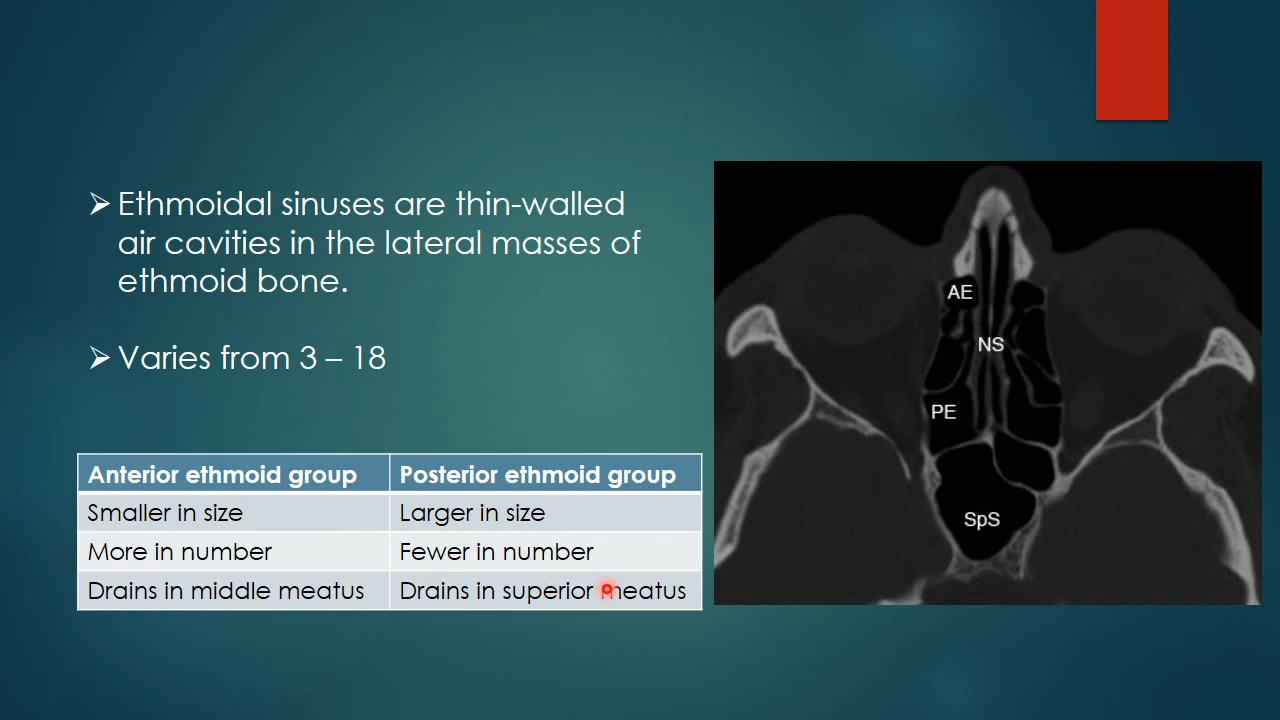 Ethmoidal sinuses are thin-walled
air cavities in the lateral masses of
ethmoid bone.
Varies from 3 – 18
Anterior ethmoid group Posterior ethmoid group
Smaller in size Larger in size
More in number Fewer in number
Drains in middle meatus Drains in superior meatus
AE
NS
PE
SpS